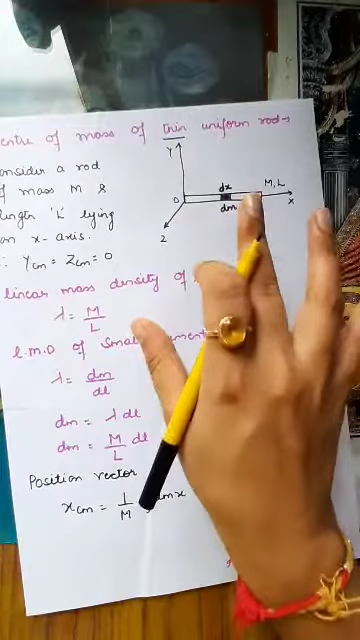 entre of mass of thin uniform rod→
onsider a rod
of mass M &
length 'L' lying
on x-axis.
∴ Ycm = Zcm = 0
Y
O
dx
dm
M, L
X
Z
linear mass density of
λ = M/L
L.M.D of small
λ = dm/dl
dm = λ dl
dm = M/L dl
Position vector
xcm = 1/M